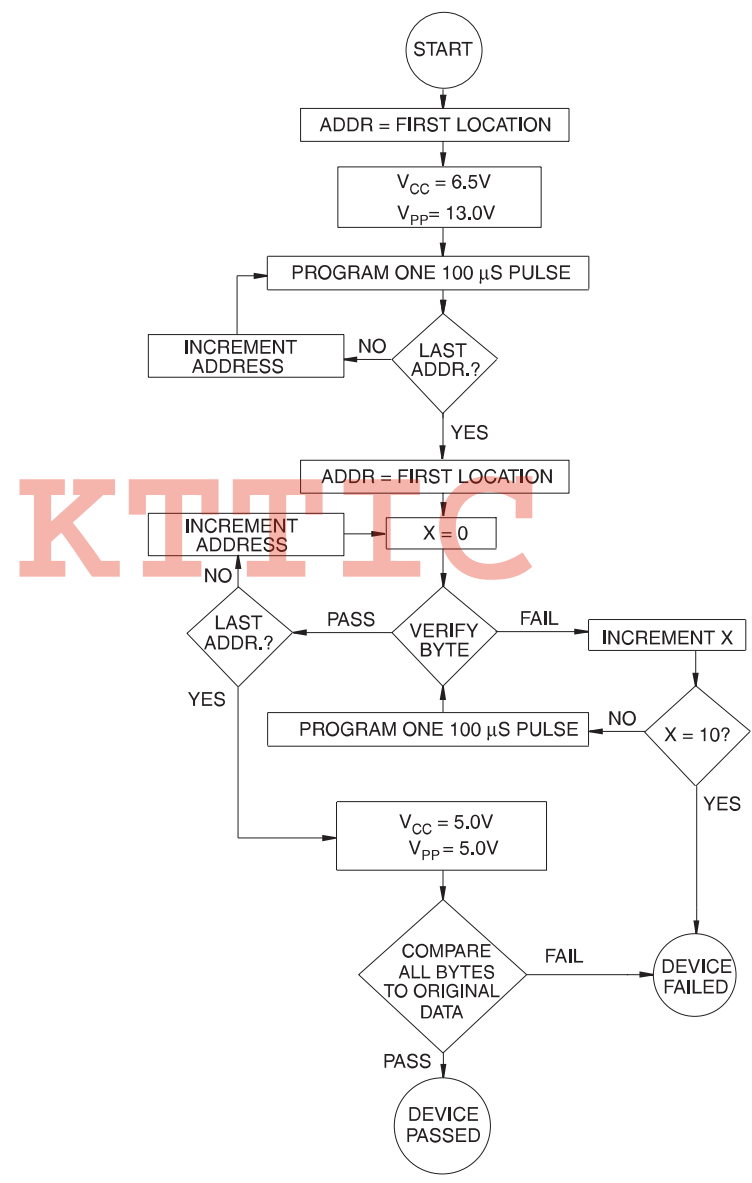 START
ADDR = FIRST LOCATION
VCC = 6.5V
VPP= 13.0V
PROGRAM ONE 100 μS PULSE
INCREMENT
ADDRESS
NO
LAST
ADDR.?
YES
ADDR = FIRST LOCATION
KTTIC
INCREMENT
ADDRESS
X = 0
NO
LAST
ADDR.?
PASS
VERIFY
BYTE
FAIL
INCREMENT X
YES
PROGRAM ONE 100 μS PULSE
NO
X = 10?
YES
VCC = 5.0V
VPP = 5.0V
COMPARE
ALL BYTES
TO ORIGINAL
DATA
FAIL
DEVICE
FAILED
PASS
DEVICE
PASSED